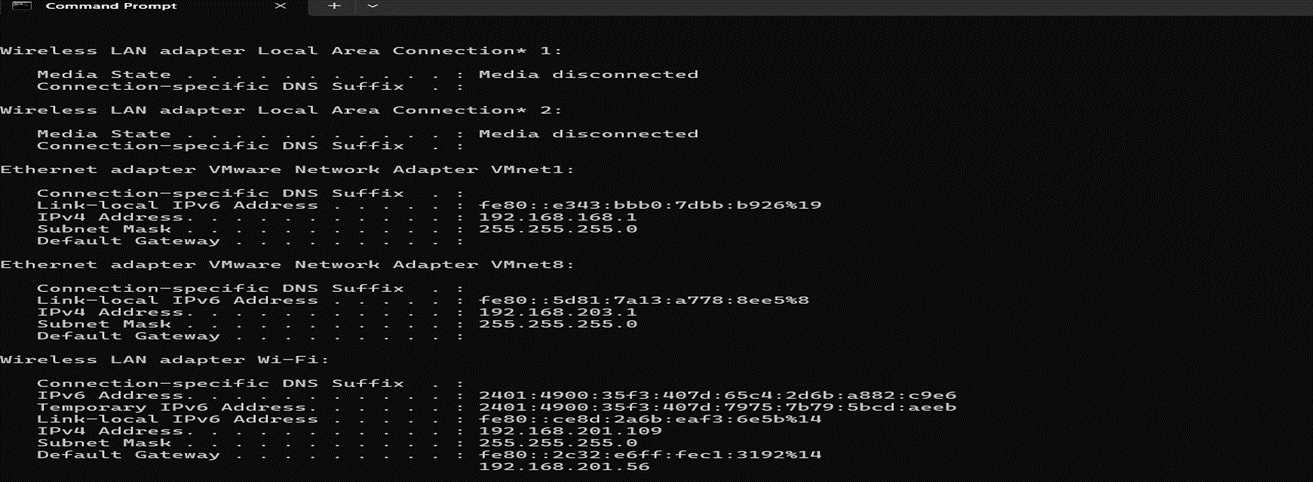 Command Prompt
Wireless LAN adapter Local Area Connection* 1:
Media State . . . . . . . . . . . : Media disconnected
Connection-specific DNS Suffix . :
Wireless LAN adapter Local Area Connection* 2:
Media State . . . . . . . . . . . : Media disconnected
Connection-specific DNS Suffix . :
Ethernet adapter VMware Network Adapter VMnet1:
Connection-specific DNS Suffix . :
Link-local IPv6 Address . . . . . : fe80::e343:bbb0:7dbb:b926%19
IPv4 Address. . . . . . . . . . . : 192.168.168.1
Subnet Mask . . . . . . . . . . . : 255.255.255.0
Default Gateway . . . . . . . . . :
Ethernet adapter VMware Network Adapter VMnet8:
Connection-specific DNS Suffix . :
Link-local IPv6 Address . . . . . : fe80::5d81:7a13:a778:8ee5%8
IPv4 Address. . . . . . . . . . . : 192.168.203.1
Subnet Mask . . . . . . . . . . . : 255.255.255.0
Default Gateway . . . . . . . . . :
Wireless LAN adapter Wi-Fi:
Connection-specific DNS Suffix . :
IPv6 Address. . . . . . . . . . . : 2401:4900:35f3:407d:65c4:2d6b:a882:c9e6
Temporary IPv6 Address. . . . . . : 2401:4900:35f3:407d:7975:7b79:5bcd:aeeb
Link-local IPv6 Address . . . . . : fe80::ce8d:2a6b:eaf3:6e5b%14
IPv4 Address. . . . . . . . . . . : 192.168.201.109
Subnet Mask . . . . . . . . . . . : 255.255.255.0
Default Gateway . . . . . . . . . : fe80::2c32:e6ff:fec1:3192%14
192.168.201.56